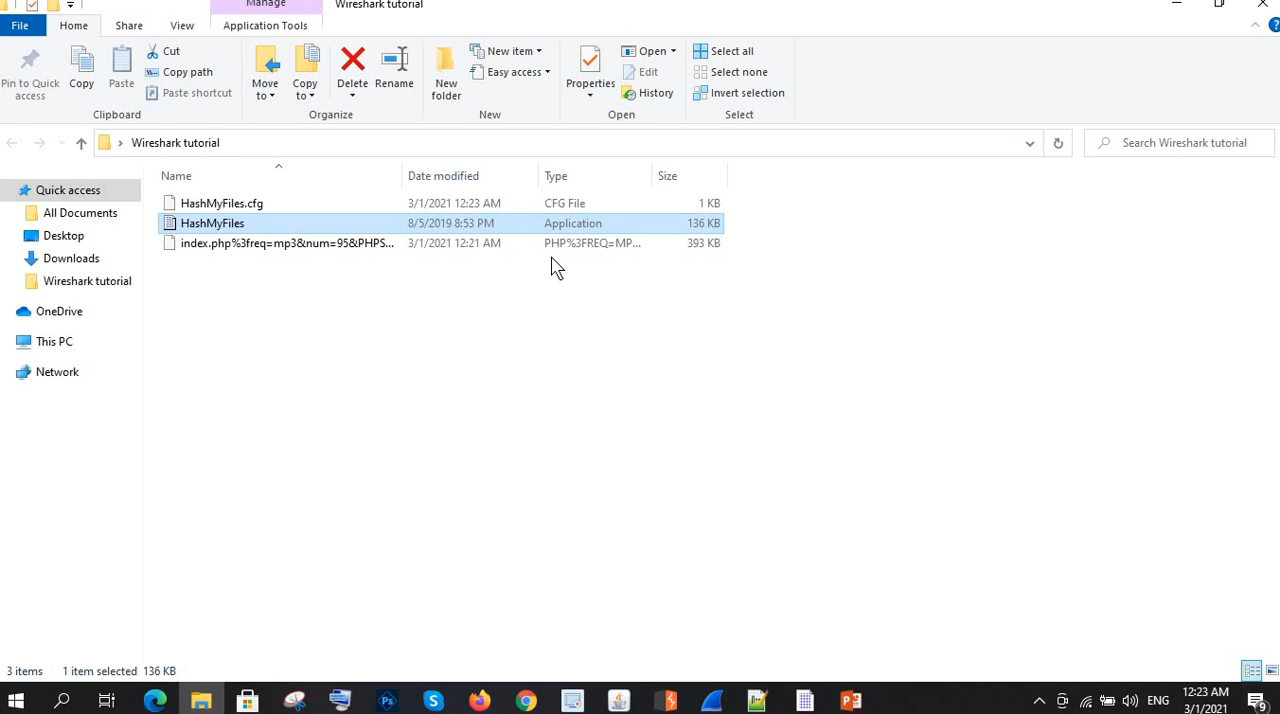 Manage
Wireshark tutorial
File
Home
Share
View
Application Tools
Pin to Quick
access
Copy
Paste
Cut
Copy path
Paste shortcut
Clipboard
Move
to
Copy
to
Delete
Rename
Organize
New
folder
New item
Easy access
New
Properties
Open
Edit
History
Open
Select all
Select none
Invert selection
Select
Wireshark tutorial
Search Wireshark tutorial
Name
Date modified
Type
Size
Quick access
All Documents
Desktop
Downloads
Wireshark tutorial
OneDrive
This PC
Network
HashMyFiles.cfg 3/1/2021 12:23 AM CFG File 1 KB
HashMyFiles 8/5/2019 8:53 PM Application 136 KB
index.php%3freq=mp3&num=95&PHPS... 3/1/2021 12:21 AM PHP%3FREQ=MP... 393 KB
3 items 1 item selected 136 KB
Ps
S
ENG
12:23 AM
3/1/2021
9